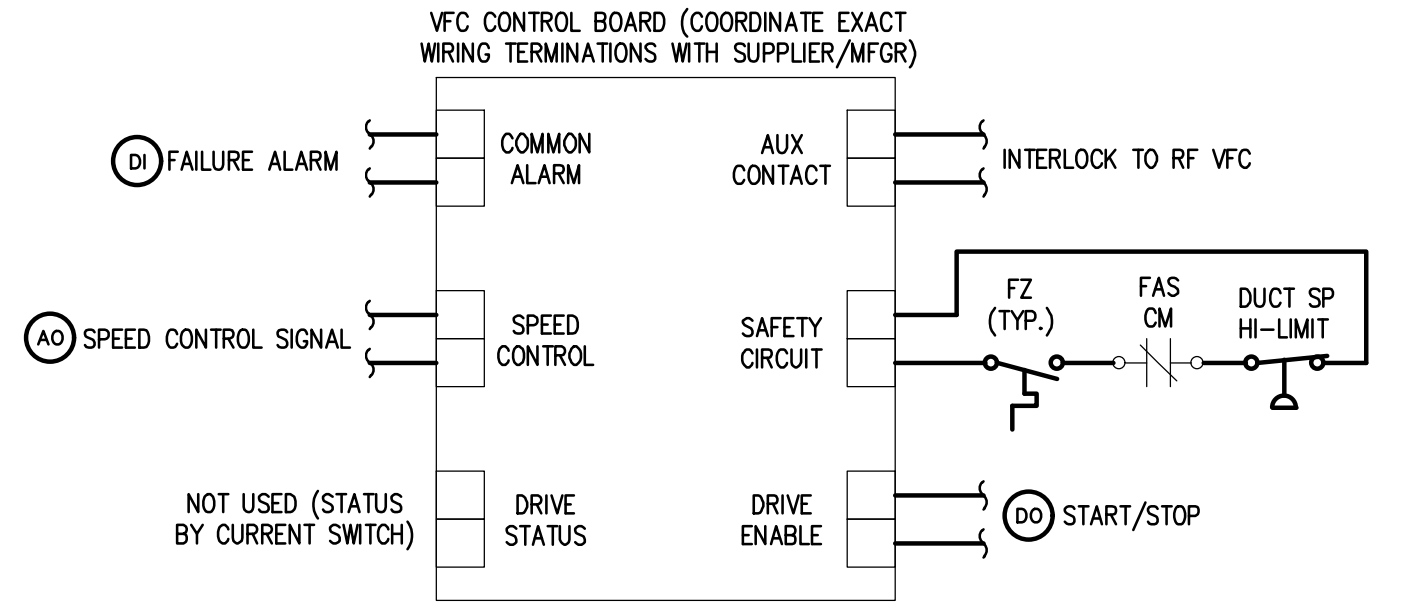 VFC CONTROL BOARD (COORDINATE EXACT
WIRING TERMINATIONS WITH SUPPLIER/MFGR)
DI FAILURE ALARM
COMMON
ALARM
AUX
CONTACT
INTERLOCK TO RF VFC
AO SPEED CONTROL SIGNAL
SPEED
CONTROL
SAFETY
CIRCUIT
FZ
(TYP.)
FAS
CM
DUCT SP
HI-LIMIT
NOT USED (STATUS
BY CURRENT SWITCH)
DRIVE
STATUS
DRIVE
ENABLE
DO START/STOP